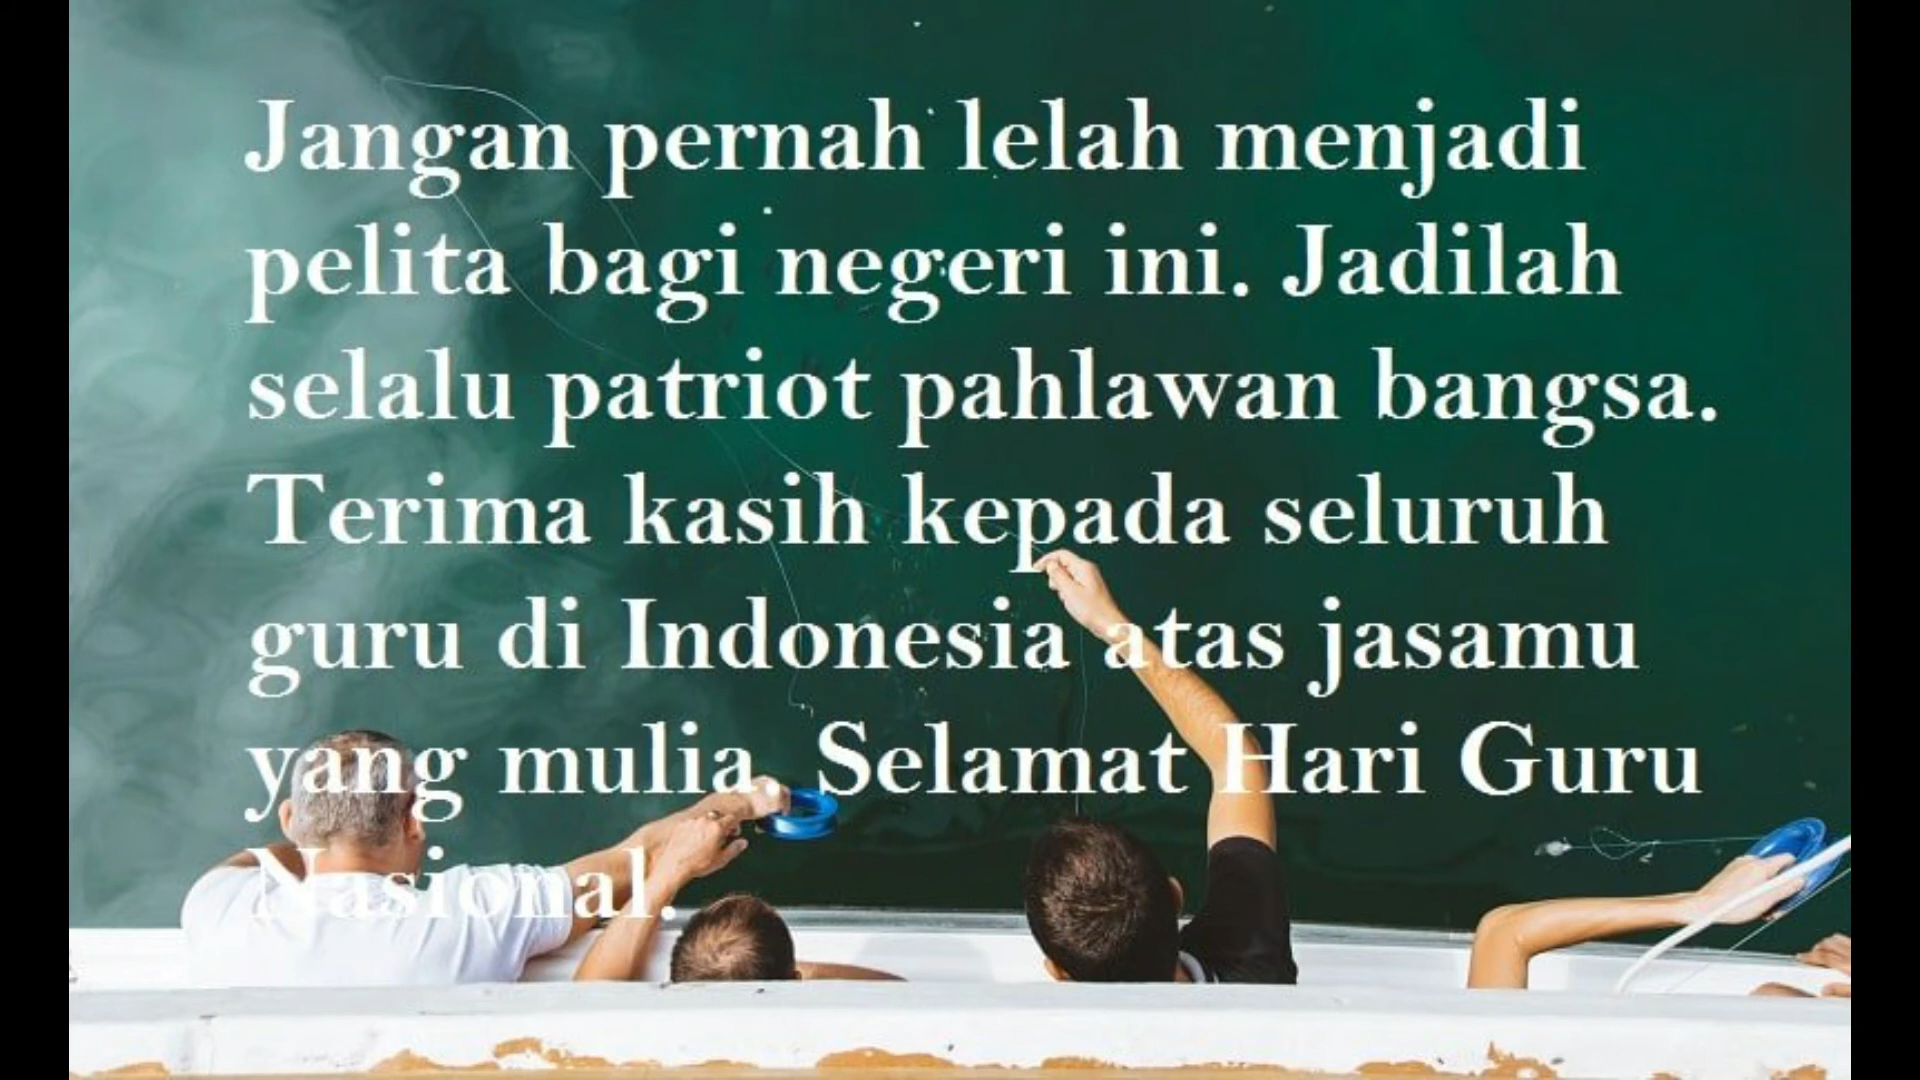 Jangan pernah lelah menjadi
pelita bagi negeri ini. Jadilah
selalu patriot pahlawan bangsa.
Terima kasih kepada seluruh
guru di Indonesia atas jasamu
yang mulia. Selamat Hari Guru
Nasional.